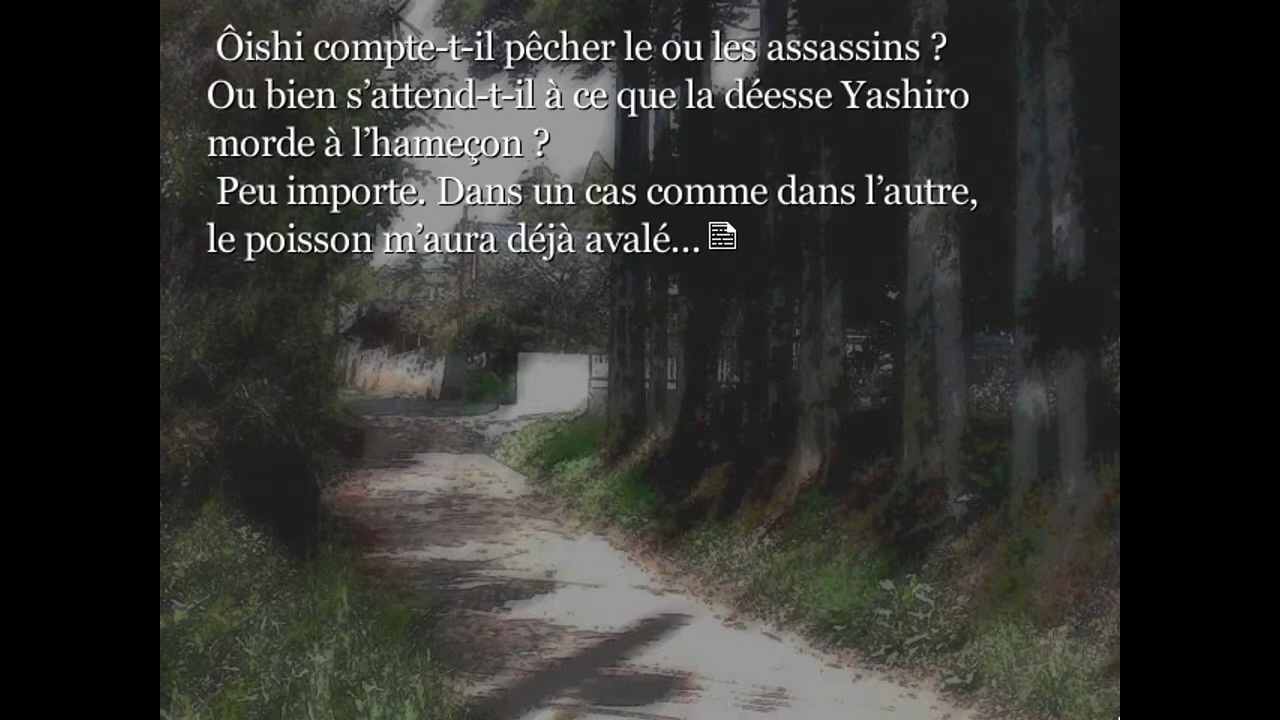 Ôishi compte-t-il pêcher le ou les assassins ?
Ou bien s’attend-t-il à ce que la déesse Yashiro
morde à l’hameçon ?
Peu importe. Dans un cas comme dans l’autre,
le poisson m’aura déjà avalé…